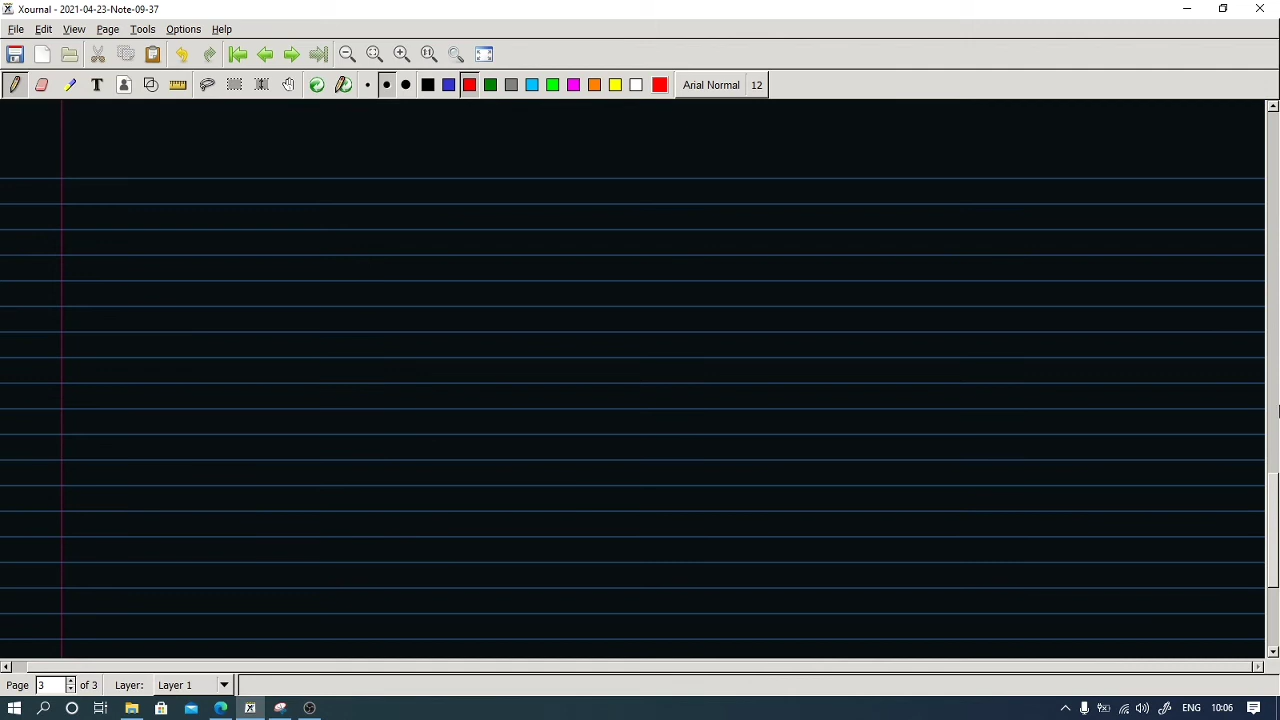 Xournal - 2021-04-23-Note-09-37
File Edit View Page Tools Options Help
T Arial Normal 12
Page 3 of 3 Layer: Layer 1
ENG 10:06